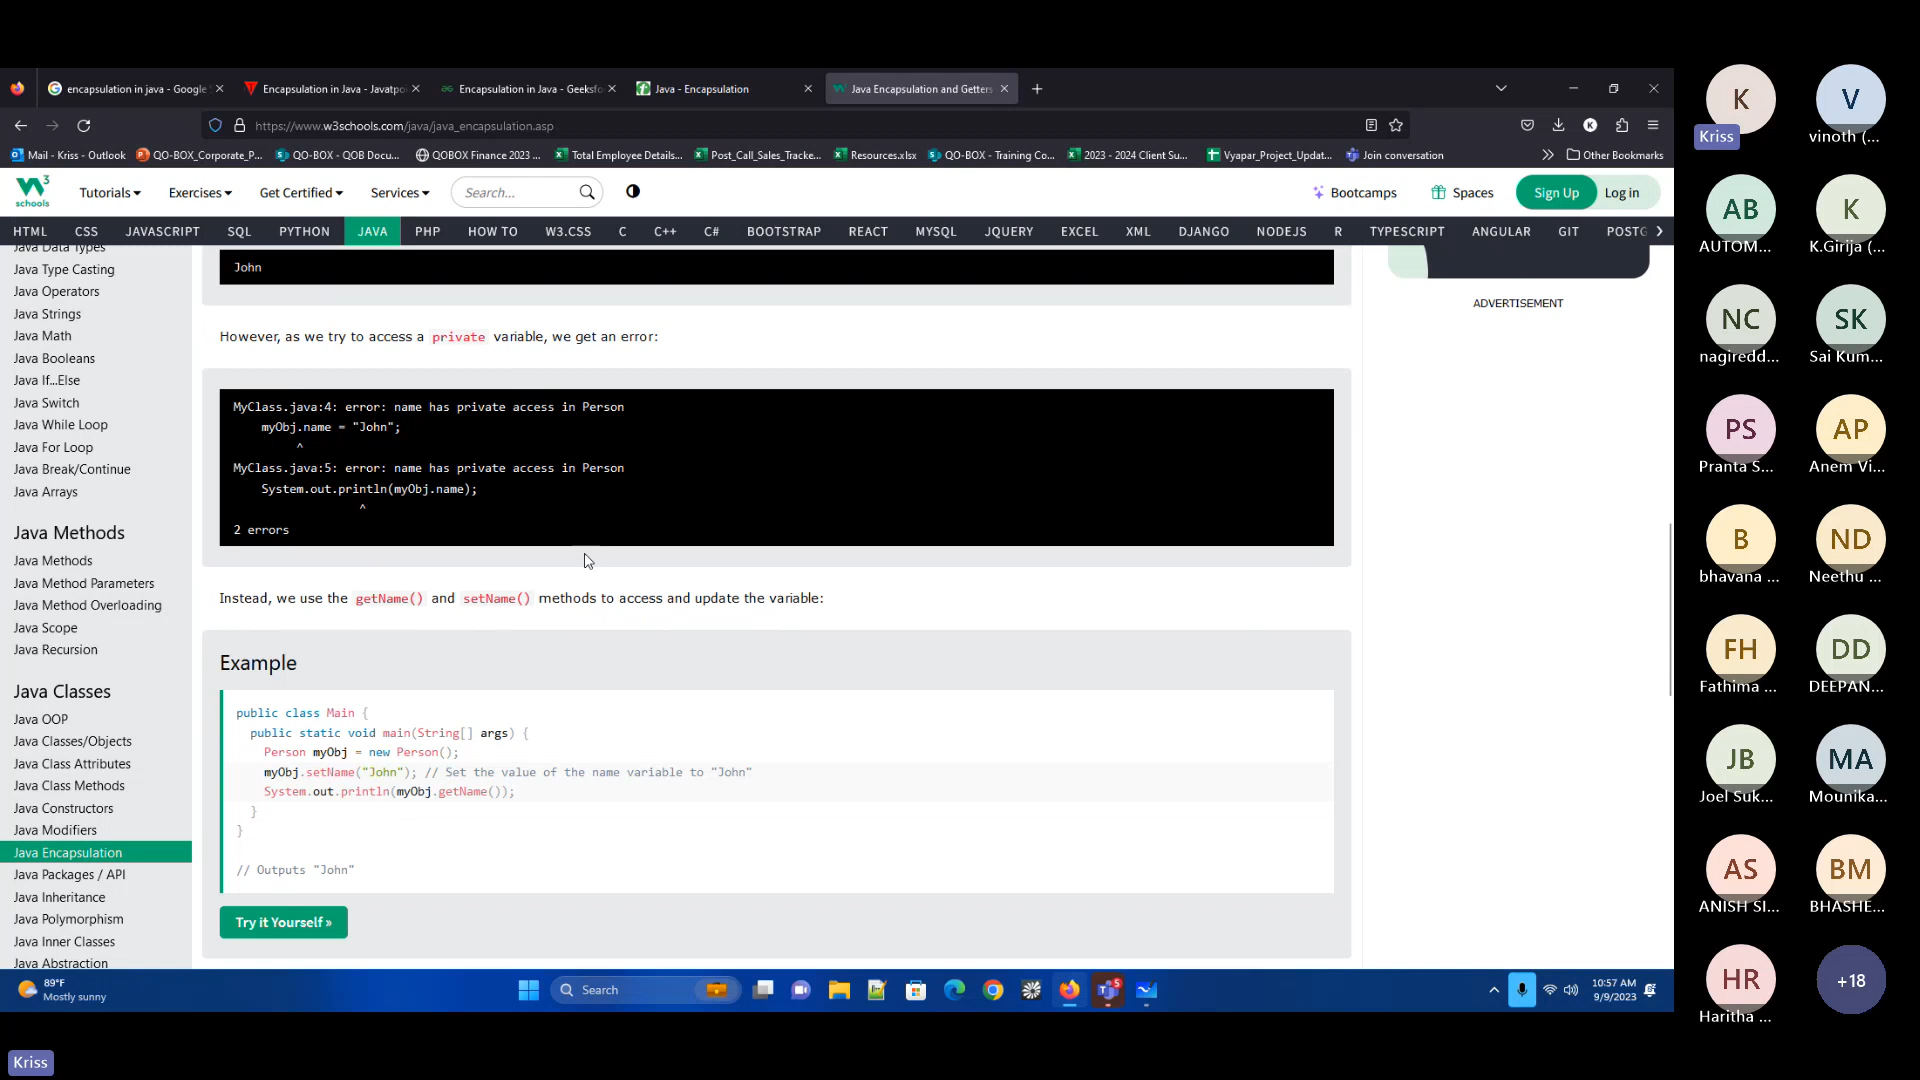 encapsulation in java - Google
Encapsulation in Java - Javatpo
Encapsulation in Java - Geeksfo
Java - Encapsulation
Java Encapsulation and Getters
https://www.w3schools.com/java/java_encapsulation.asp
K
Mail - Kriss - Outlook
QO-BOX_Corporate_P...
QO-BOX - QOB Docu...
QOBOX Finance 2023 ...
Total Employee Details...
Post_Call_Sales_Tracke...
Resources.xlsx
QO-BOX - Training Co...
2023 - 2024 Client Su...
Vyapar_Project_Updat...
Join conversation
Other Bookmarks
W3 schools
Tutorials
Exercises
Get Certified
Services
Search...
Bootcamps
Spaces
Sign Up
Log in
HTML CSS JAVASCRIPT SQL PYTHON JAVA PHP HOW TO W3.CSS C C++ C# BOOTSTRAP REACT MYSQL JQUERY EXCEL XML DJANGO NODEJS R TYPESCRIPT ANGULAR GIT POSTG
Java Data Types
Java Type Casting
Java Operators
Java Strings
Java Math
Java Booleans
Java If...Else
Java Switch
Java While Loop
Java For Loop
Java Break/Continue
Java Arrays
Java Methods
Java Methods
Java Method Parameters
Java Method Overloading
Java Scope
Java Recursion
Java Classes
Java OOP
Java Classes/Objects
Java Class Attributes
Java Class Methods
Java Constructors
Java Modifiers
Java Encapsulation
Java Packages / API
Java Inheritance
Java Polymorphism
Java Inner Classes
Java Abstraction
John
However, as we try to access a private variable, we get an error:
MyClass.java:4: error: name has private access in Person
    myObj.name = "John";
         ^
MyClass.java:5: error: name has private access in Person
    System.out.println(myObj.name);
                  ^
2 errors
Instead, we use the getName() and setName() methods to access and update the variable:
Example
public class Main {
  public static void main(String[] args) {
    Person myObj = new Person();
    myObj.setName("John"); // Set the value of the name variable to "John"
    System.out.println(myObj.getName());
  }
}
// Outputs "John"
Try it Yourself »
ADVERTISEMENT
89°F
Mostly sunny
Search
5
10:57 AM
9/9/2023
K
Kriss
V
vinoth (...
AB
AUTOM...
K
K.Girija (...
NC
nagiredd...
SK
Sai Kum...
PS
Pranta S...
AP
Anem Vi...
B
bhavana ...
ND
Neethu ...
FH
Fathima ...
DD
DEEPAN...
JB
Joel Suk...
MA
Mounika...
AS
ANISH SI...
BM
BHASHE...
HR
Haritha ...
+18
Kriss